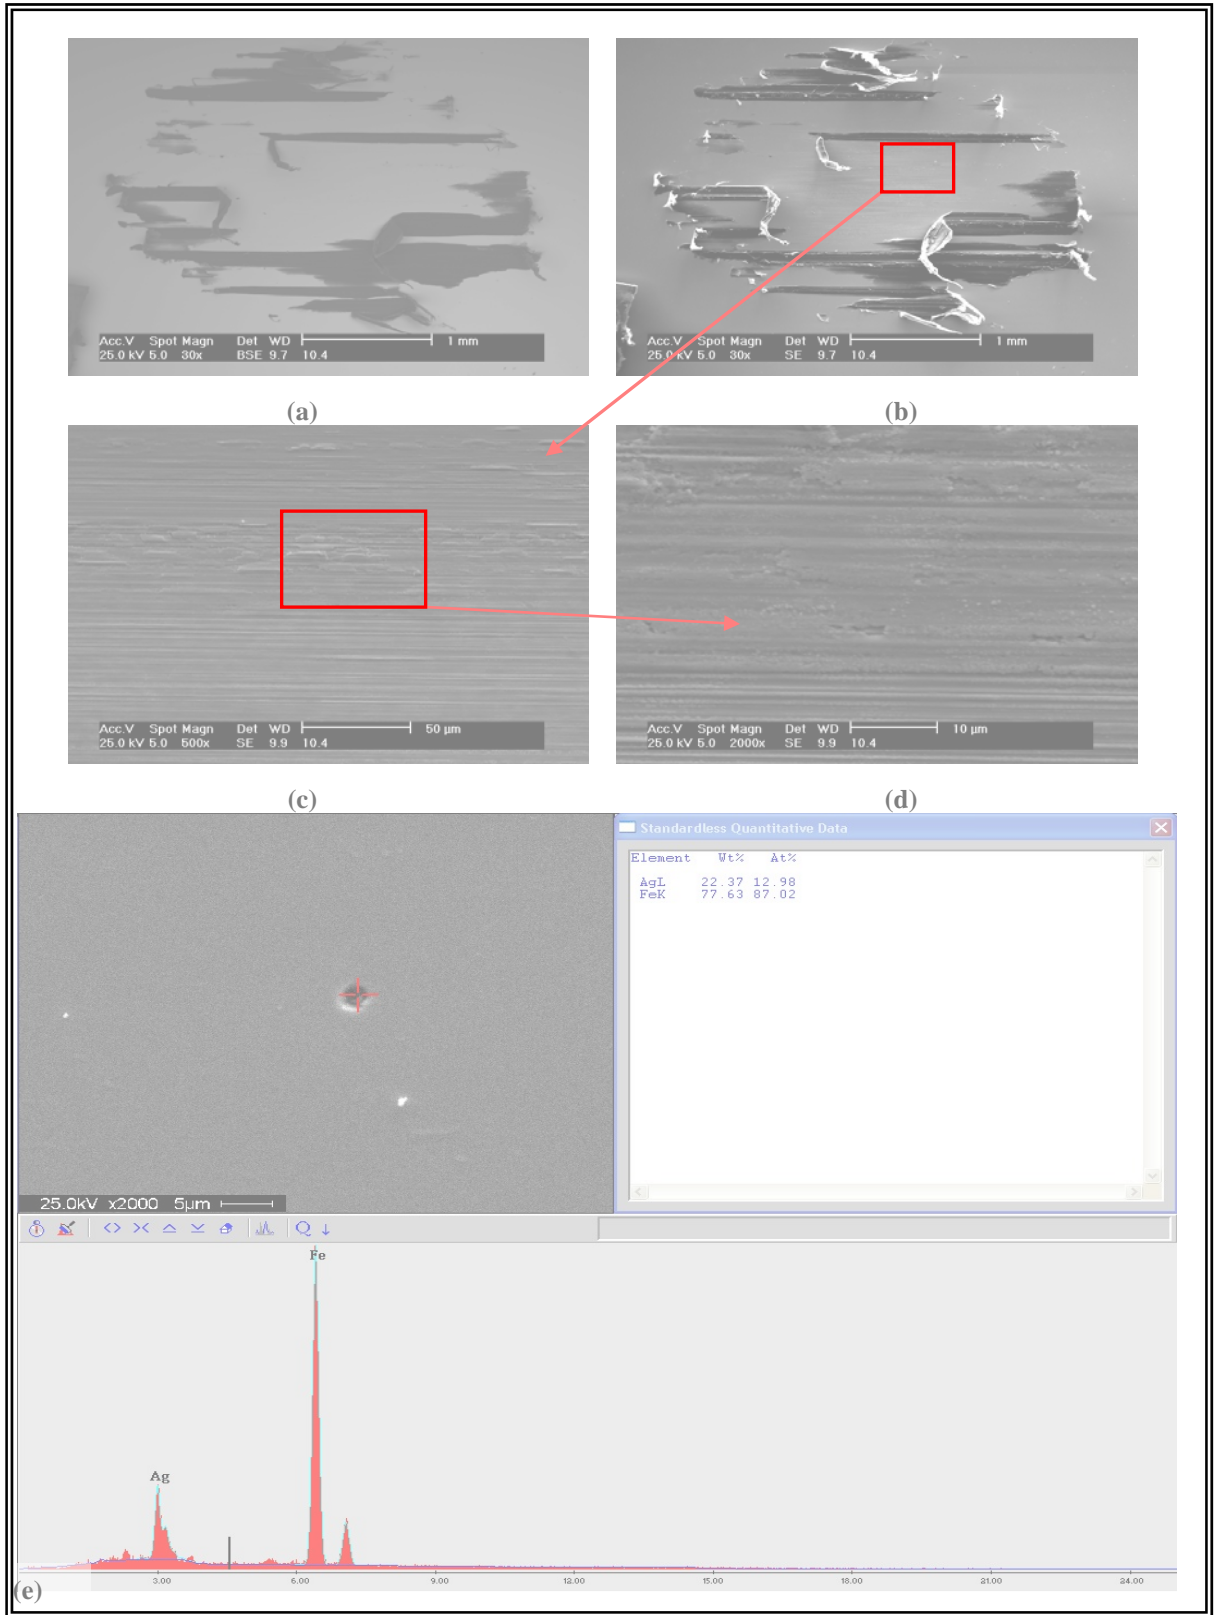 Acc.V Spot Magn Det WD 1 mm
25.0 kV 5.0 30x BSE 9.7 10.4
Acc.V Spot Magn Det WD 1 mm
25.0 kV 5.0 30x SE 9.7 10.4
(a)
(b)
Acc.V Spot Magn Det WD 50 µm
25.0 kV 5.0 500x SE 9.9 10.4
Acc.V Spot Magn Det WD 10 µm
25.0 kV 5.0 2000x SE 9.9 10.4
(c)
(d)
Standardless Quantitative Data
Element Wt% At%
AgL 22.37 12.98
FeK 77.63 87.02
25.0kV x2000 5µm
Fe
Ag
3.00 6.00 9.00 12.00 15.00 18.00 21.00 24.00
(e)